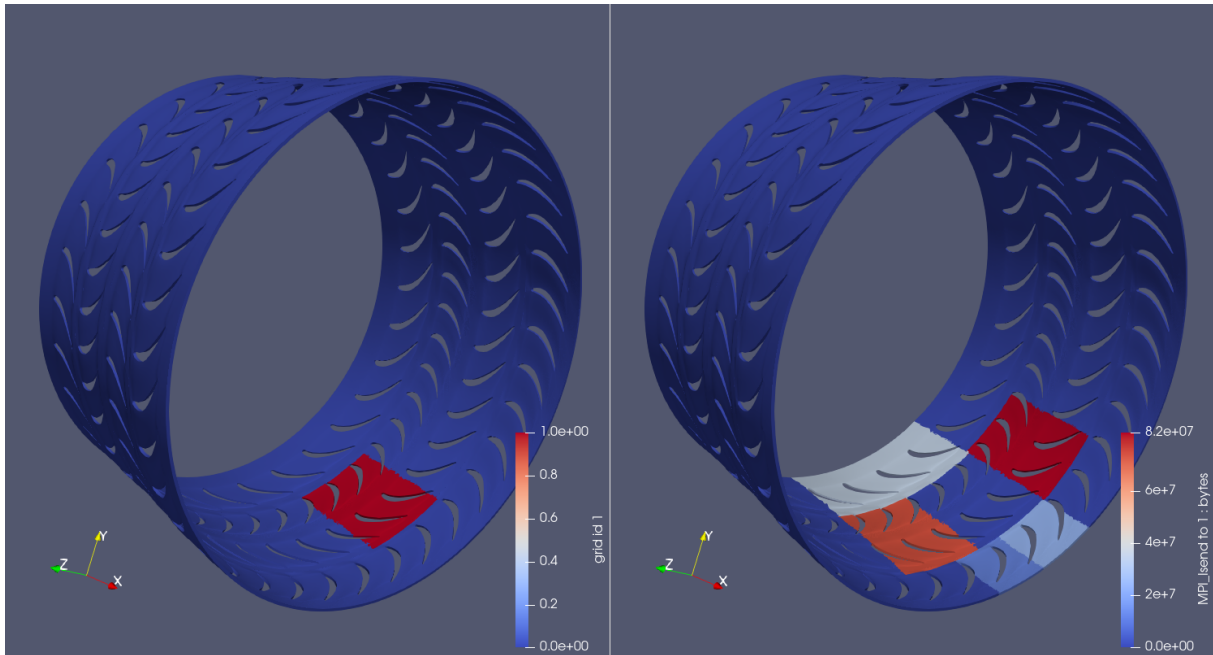 1.0e+00
0.8
0.6
0.4
0.2
0.0e+00
grid id 1
Y
Z
X
8.2e+07
6e+7
4e+7
2e+7
0.0e+00
MPI_Isend to 1 : bytes
Y
Z
X